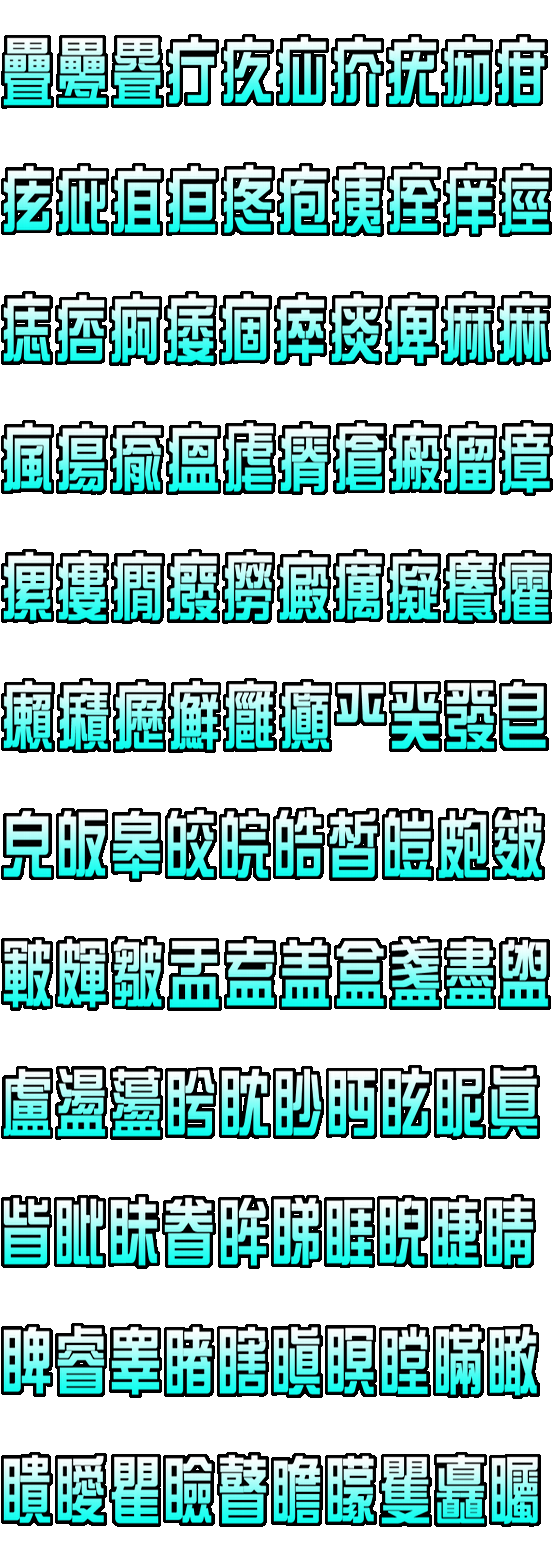 疊疉疂疔疚疝疥疣痂疳
痃疵疽疸疼疱痍痊痒痙
痣痞痾痿痼瘁痰痺痲痳
瘋瘍瘉瘟瘧瘠瘡瘢瘤瘴
瘰瘻癇癈癆癜癘癡癢癨
癩癪癧癬癰癲癶癸發皀
皃皈皋皎皖皓皙皚皰皴
皸皹皺盂盍盖盒盞盡盥
盧盪蘯盻眈眇眄眩眤眞
眥眦眛眷眸睇睚睨睫睛
睥睿睾睹瞎瞋瞑瞠瞞瞰
瞶瞹瞿瞼瞽瞻矇矍矗矚